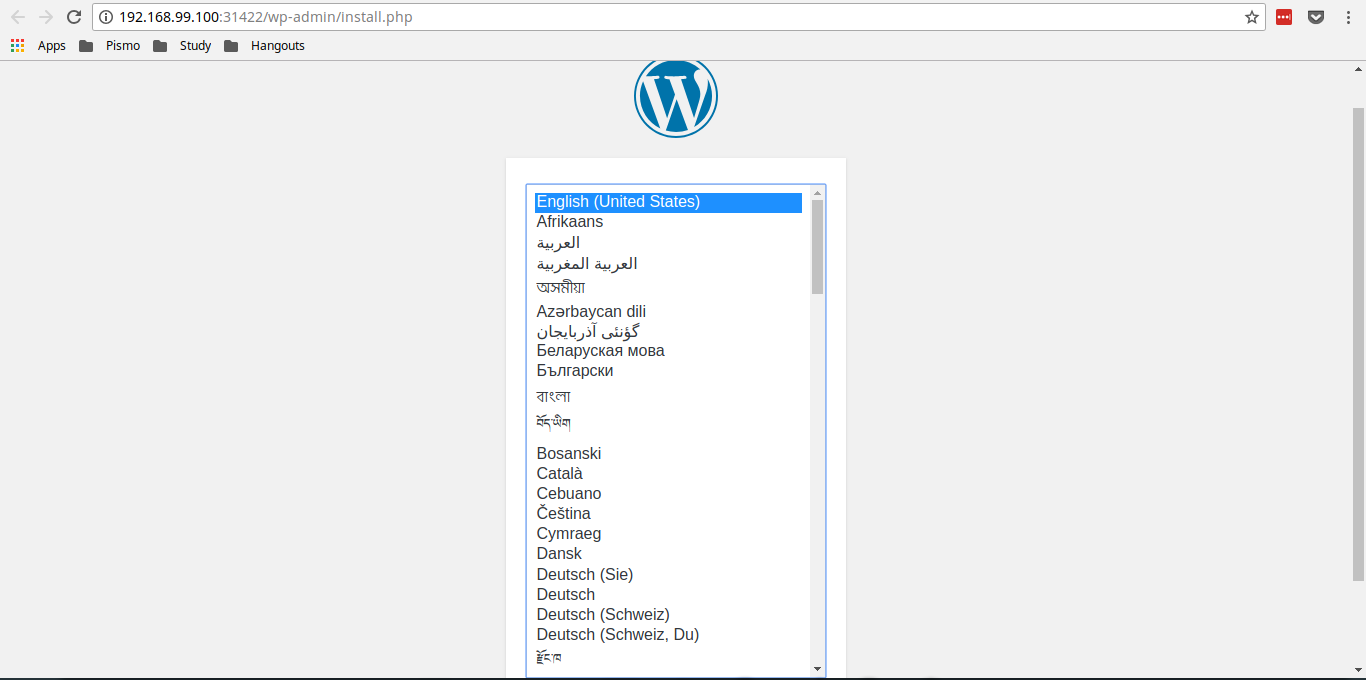 192.168.99.100:31422/wp-admin/install.php
Apps Pismo Study Hangouts
English (United States)
Afrikaans
العربية
العربية المغربية
অসমীয়া
Azərbaycan dili
گؤنئی آذربایجان
Беларуская мова
Български
বাংলা
བོད་ཡིག
Bosanski
Català
Cebuano
Čeština
Cymraeg
Dansk
Deutsch (Sie)
Deutsch
Deutsch (Schweiz)
Deutsch (Schweiz, Du)
རྫོང་ཁ